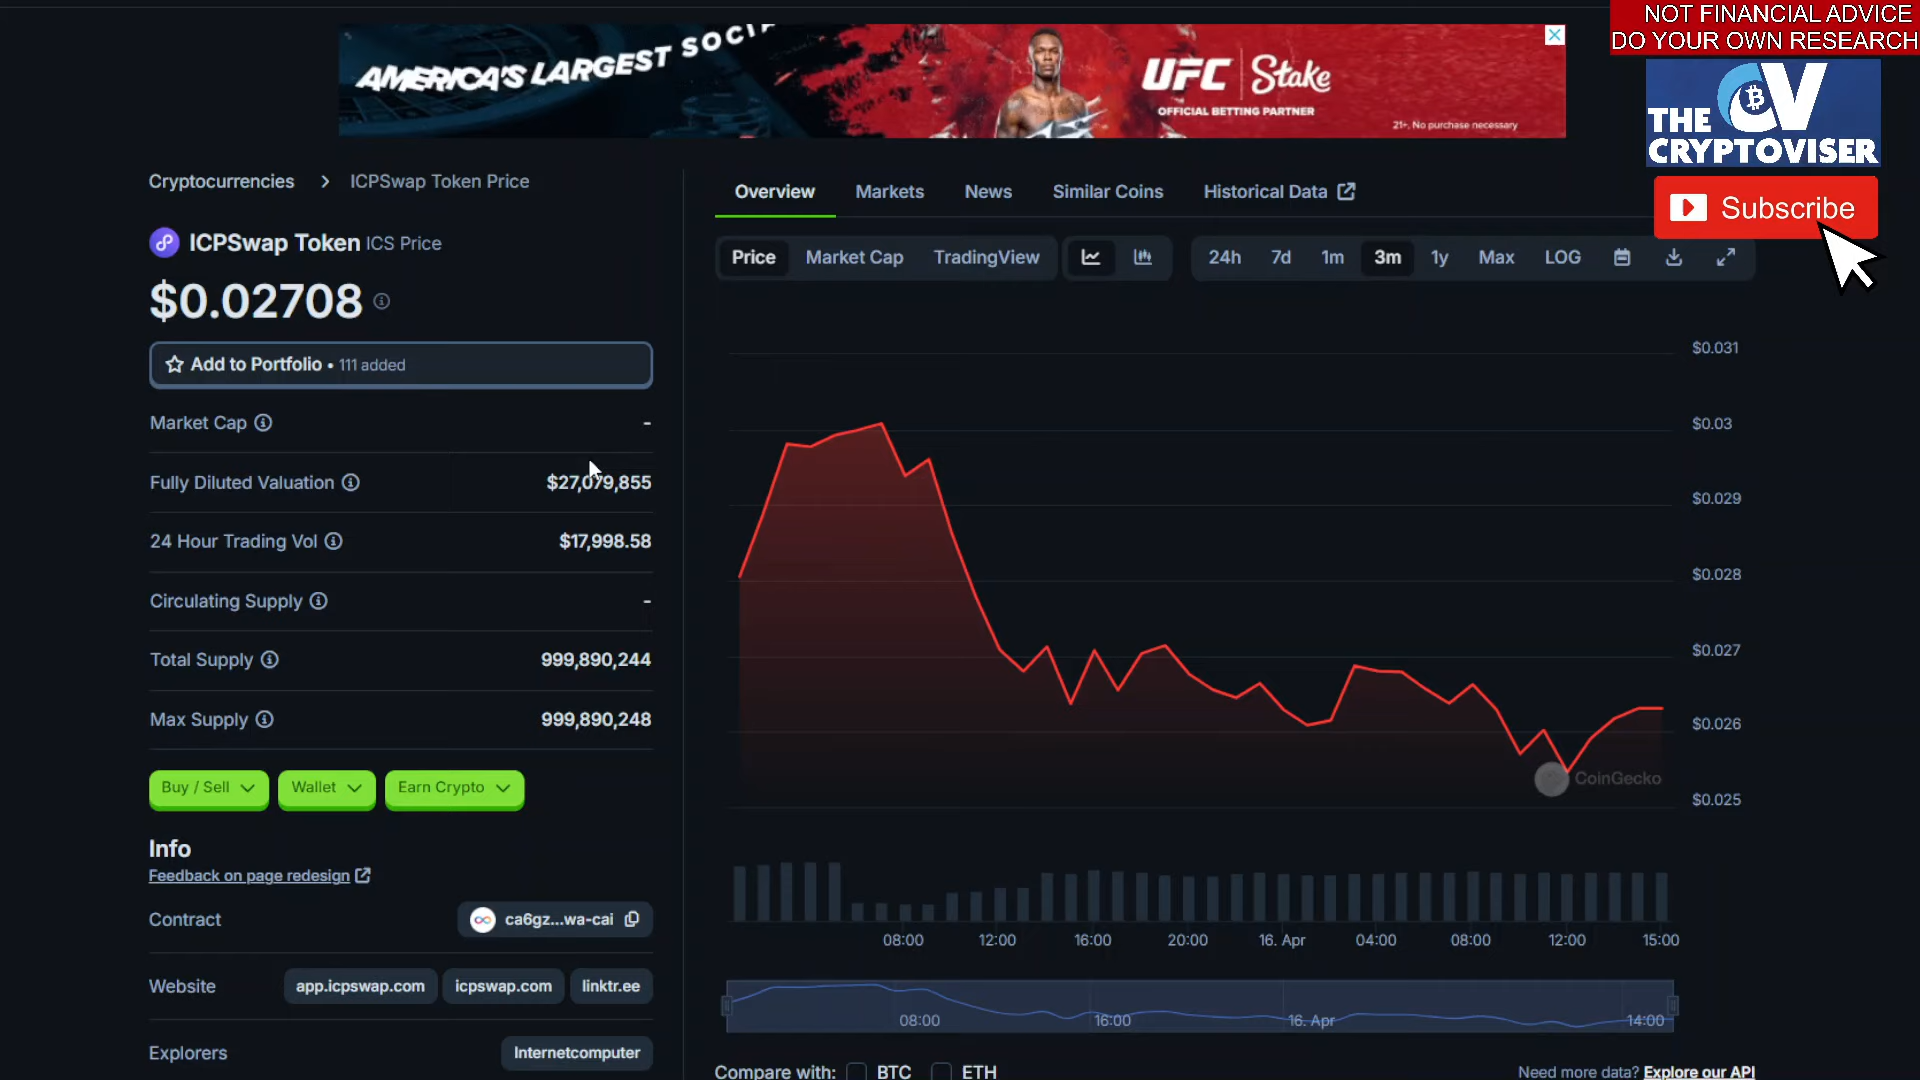 NOT FINANCIAL ADVICE
DO YOUR OWN RESEARCH
AMERICA'S LARGEST SOCI
UFC | Stake
OFFICIAL BETTING PARTNER
21+. No purchase necessary
THE CV
CRYPTOVISER
Subscribe
Cryptocurrencies > ICPSwap Token Price
ICPSwap Token ICS Price
$0.02708
Add to Portfolio • 111 added
Market Cap -
Fully Diluted Valuation $27,079,855
24 Hour Trading Vol $17,998.58
Circulating Supply -
Total Supply 999,890,244
Max Supply 999,890,248
Buy / Sell Wallet Earn Crypto
Info
Feedback on page redesign
Contract ca6gz...wa-cai
Website app.icpswap.com icpswap.com linktr.ee
Explorers Internetcomputer
Overview Markets News Similar Coins Historical Data
Price Market Cap TradingView 24h 7d 1m 3m 1y Max LOG
$0.031
$0.03
$0.029
$0.028
$0.027
$0.026
$0.025
CoinGecko
08:00 12:00 16:00 20:00 16. Apr 04:00 08:00 12:00 15:00
08:00 16:00 16. Apr 14:00
Compare with: BTC ETH
Need more data? Explore our API